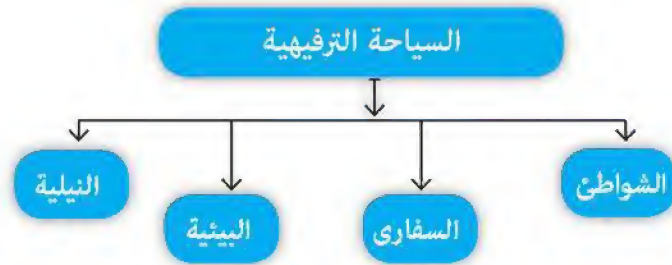 السياحة الترفيهية
الشواطئ
السفارى
البيئية
النيلية